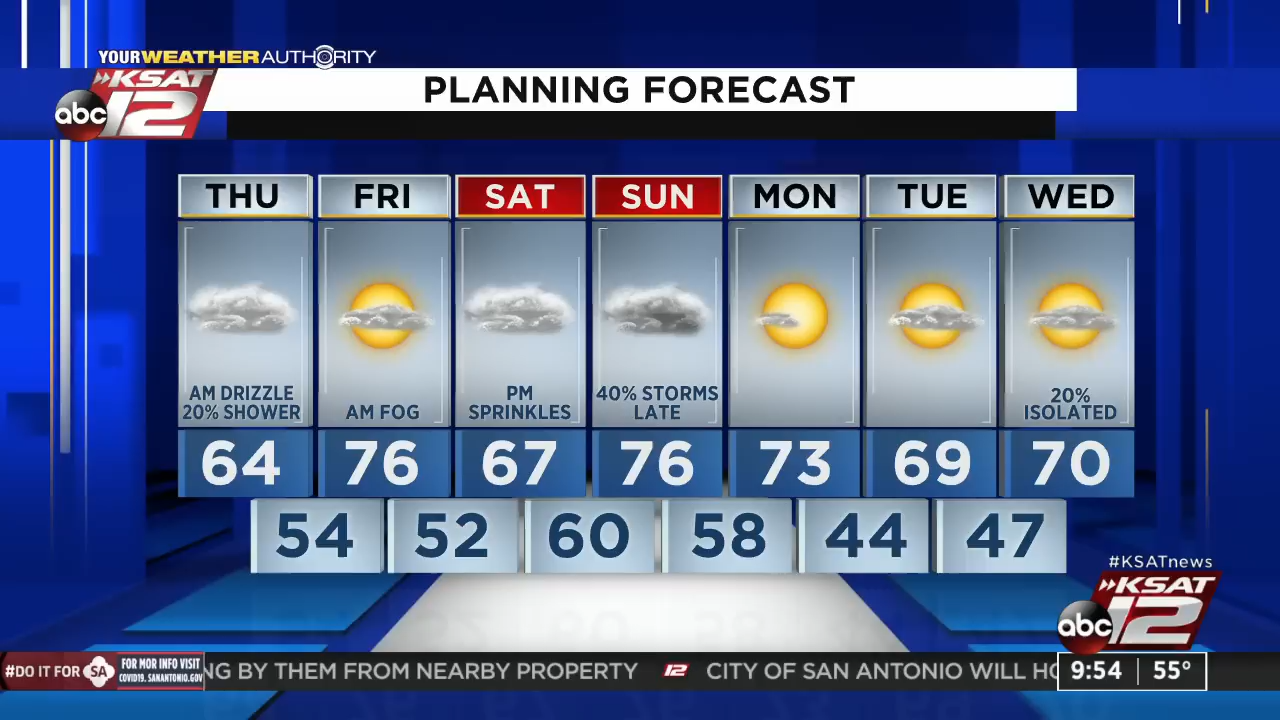 YOURWEATHERAUTHORITY
KSAT
abc 12
PLANNING FORECAST
THU FRI SAT SUN MON TUE WED
AM DRIZZLE
20% SHOWER
AM FOG
PM
SPRINKLES
40% STORMS
LATE
20%
ISOLATED
64 76 67 76 73 69 70
54 52 60 58 44 47
#KSATnews
KSAT
abc 12
#DO IT FOR SA
FOR MOR INFO VISIT
COVID19. SANANTONIO.GOV
NG BY THEM FROM NEARBY PROPERTY 12 CITY OF SAN ANTONIO WILL HO
9:54 55°